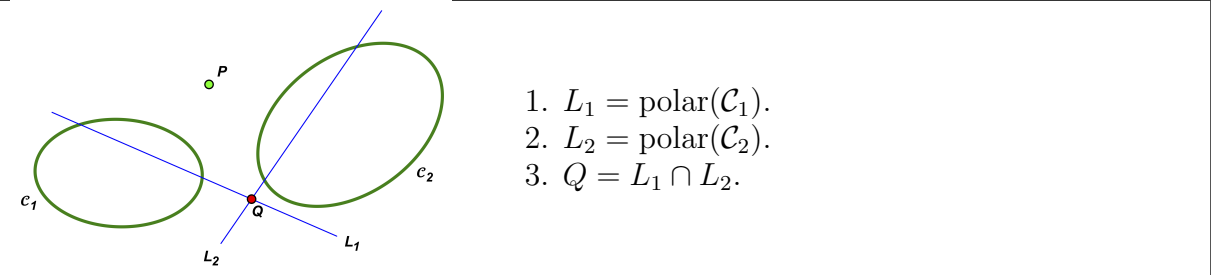 P
1. L₁ = polar(𝒞₁).
2. L₂ = polar(𝒞₂).
3. Q = L₁ ∩ L₂.
c₂
c₁
Q
L₁
L₂